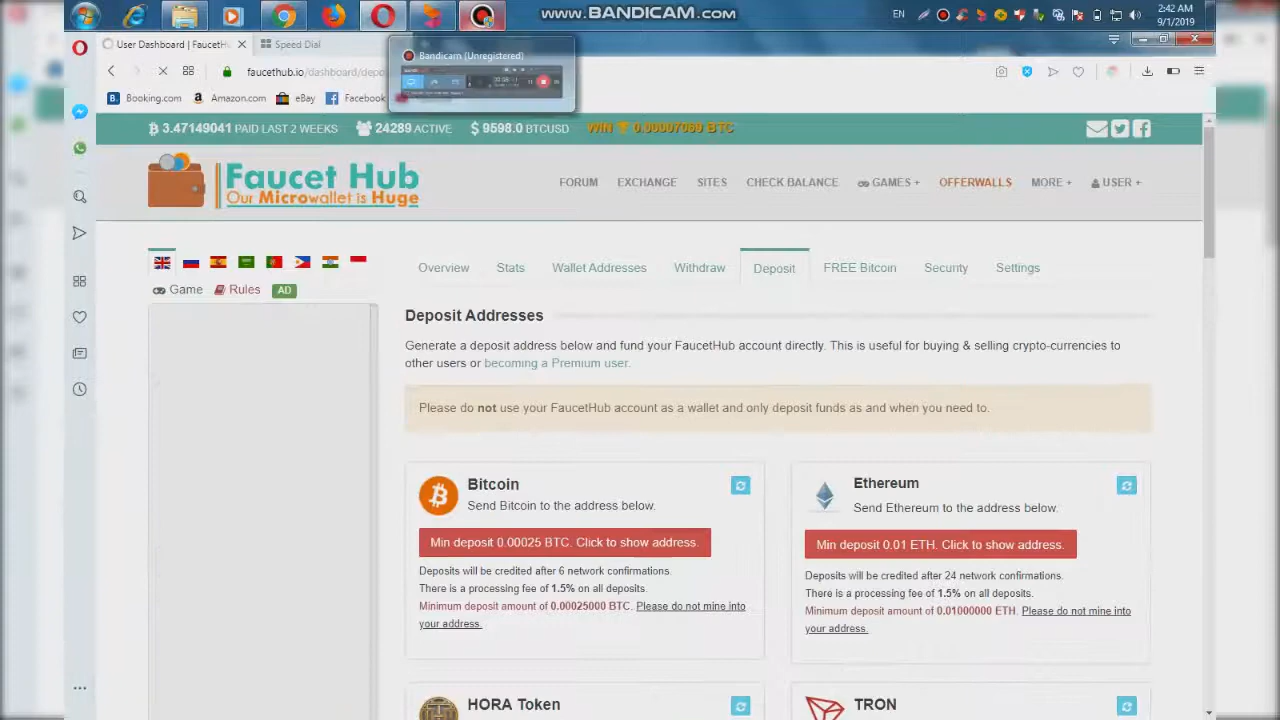 www.BANDICAM.com
EN
2:42 AM
9/1/2019
User Dashboard | FaucetH
Speed Dial
Bandicam (Unregistered)
faucethub.io/dashboard/depo
Booking.com
Amazon.com
eBay
Facebook
3.47149041 PAID LAST 2 WEEKS
24289 ACTIVE
$ 9598.0 BTCUSD
WIN 0.00007069 BTC
Faucet Hub
Our Microwallet is Huge
FORUM
EXCHANGE
SITES
CHECK BALANCE
GAMES +
OFFERWALLS
MORE +
USER +
Overview
Stats
Wallet Addresses
Withdraw
Deposit
FREE Bitcoin
Security
Settings
Game
Rules
AD
Deposit Addresses
Generate a deposit address below and fund your FaucetHub account directly. This is useful for buying & selling crypto-currencies to
other users or becoming a Premium user.
Please do not use your FaucetHub account as a wallet and only deposit funds as and when you need to.
Bitcoin
Send Bitcoin to the address below.
Min deposit 0.00025 BTC. Click to show address.
Deposits will be credited after 6 network confirmations.
There is a processing fee of 1.5% on all deposits.
Minimum deposit amount of 0.00025000 BTC. Please do not mine into
your address.
Ethereum
Send Ethereum to the address below.
Min deposit 0.01 ETH. Click to show address.
Deposits will be credited after 24 network confirmations.
There is a processing fee of 1.5% on all deposits.
Minimum deposit amount of 0.01000000 ETH. Please do not mine into
your address.
HORA Token
TRON